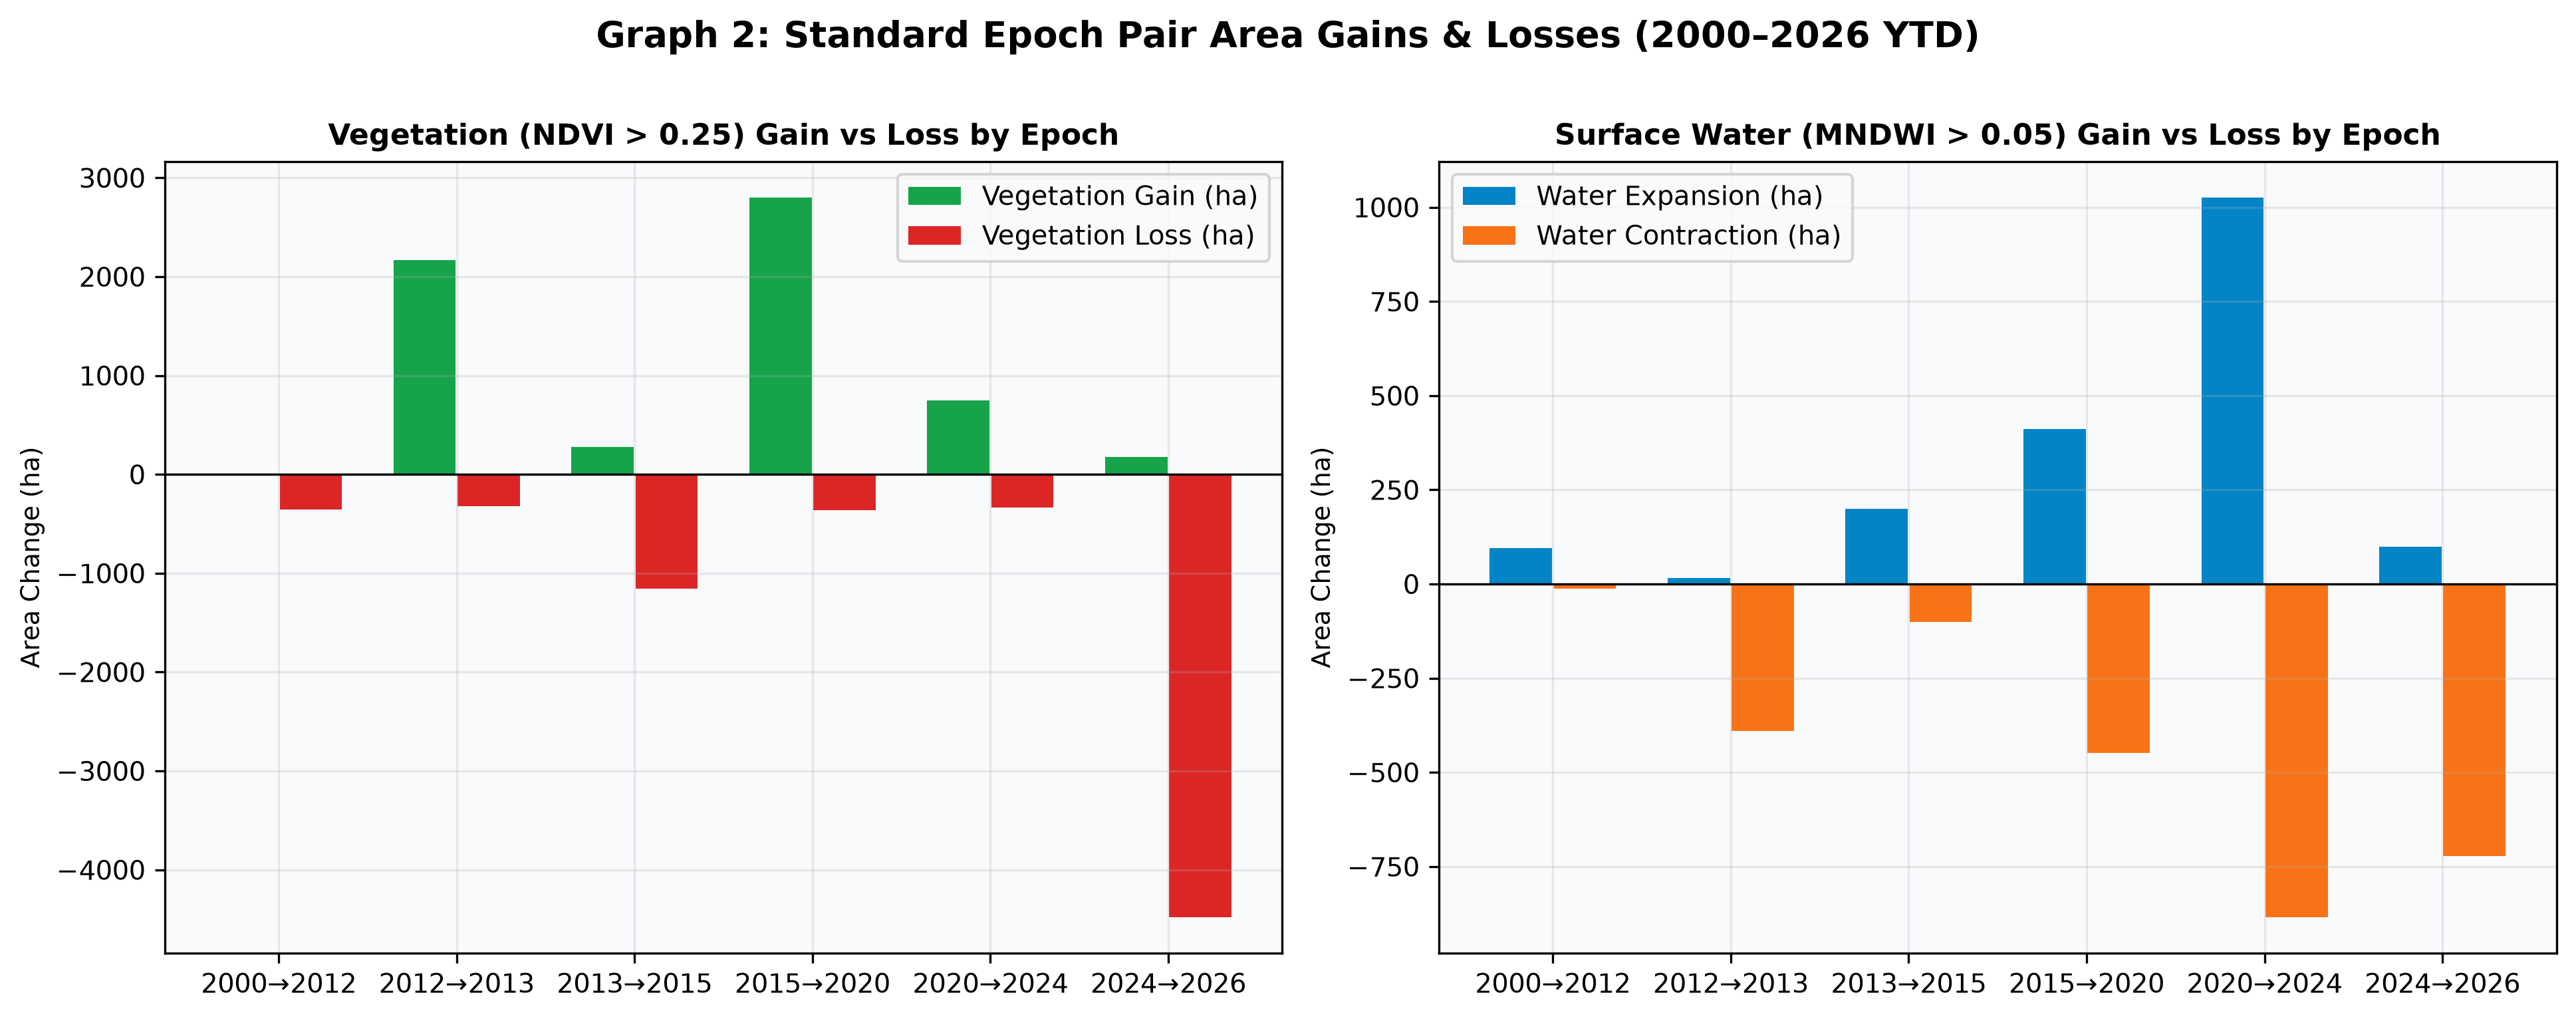 Graph 2: Standard Epoch Pair Area Gains & Losses (2000–2026 YTD)
Vegetation (NDVI > 0.25) Gain vs Loss by Epoch
Vegetation Gain (ha)
Vegetation Loss (ha)
Area Change (ha)
3000
2000
1000
0
−1000
−2000
−3000
−4000
2000→2012 2012→2013 2013→2015 2015→2020 2020→2024 2024→2026
Surface Water (MNDWI > 0.05) Gain vs Loss by Epoch
Water Expansion (ha)
Water Contraction (ha)
Area Change (ha)
1000
750
500
250
0
−250
−500
−750
2000→2012 2012→2013 2013→2015 2015→2020 2020→2024 2024→2026